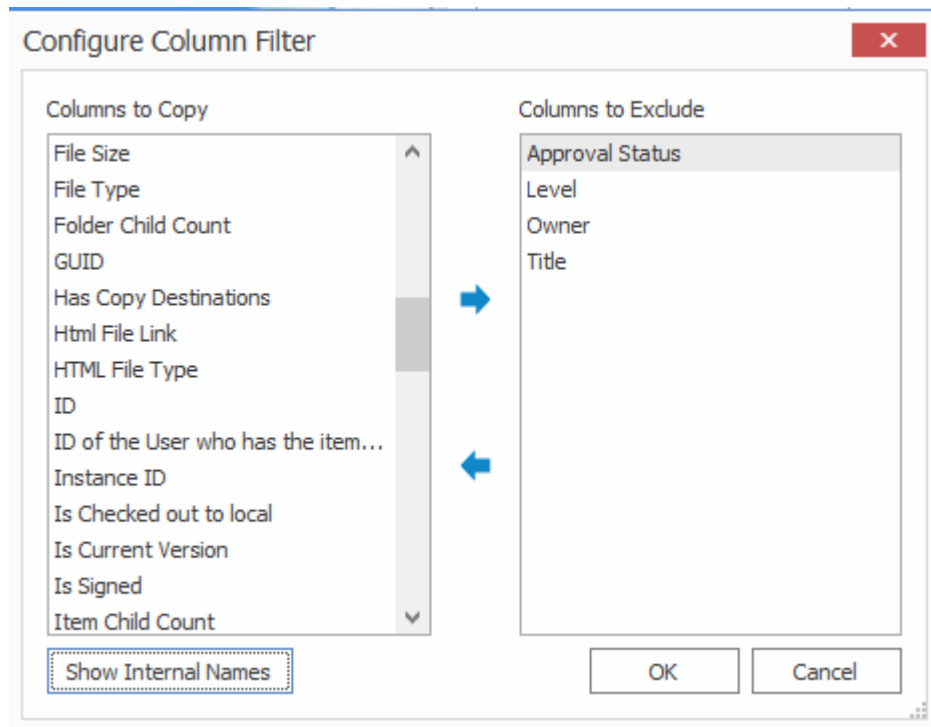 Configure Column Filter
Columns to Copy
File Size
File Type
Folder Child Count
GUID
Has Copy Destinations
Html File Link
HTML File Type
ID
ID of the User who has the item...
Instance ID
Is Checked out to local
Is Current Version
Is Signed
Item Child Count
Columns to Exclude
Approval Status
Level
Owner
Title
Show Internal Names
OK
Cancel